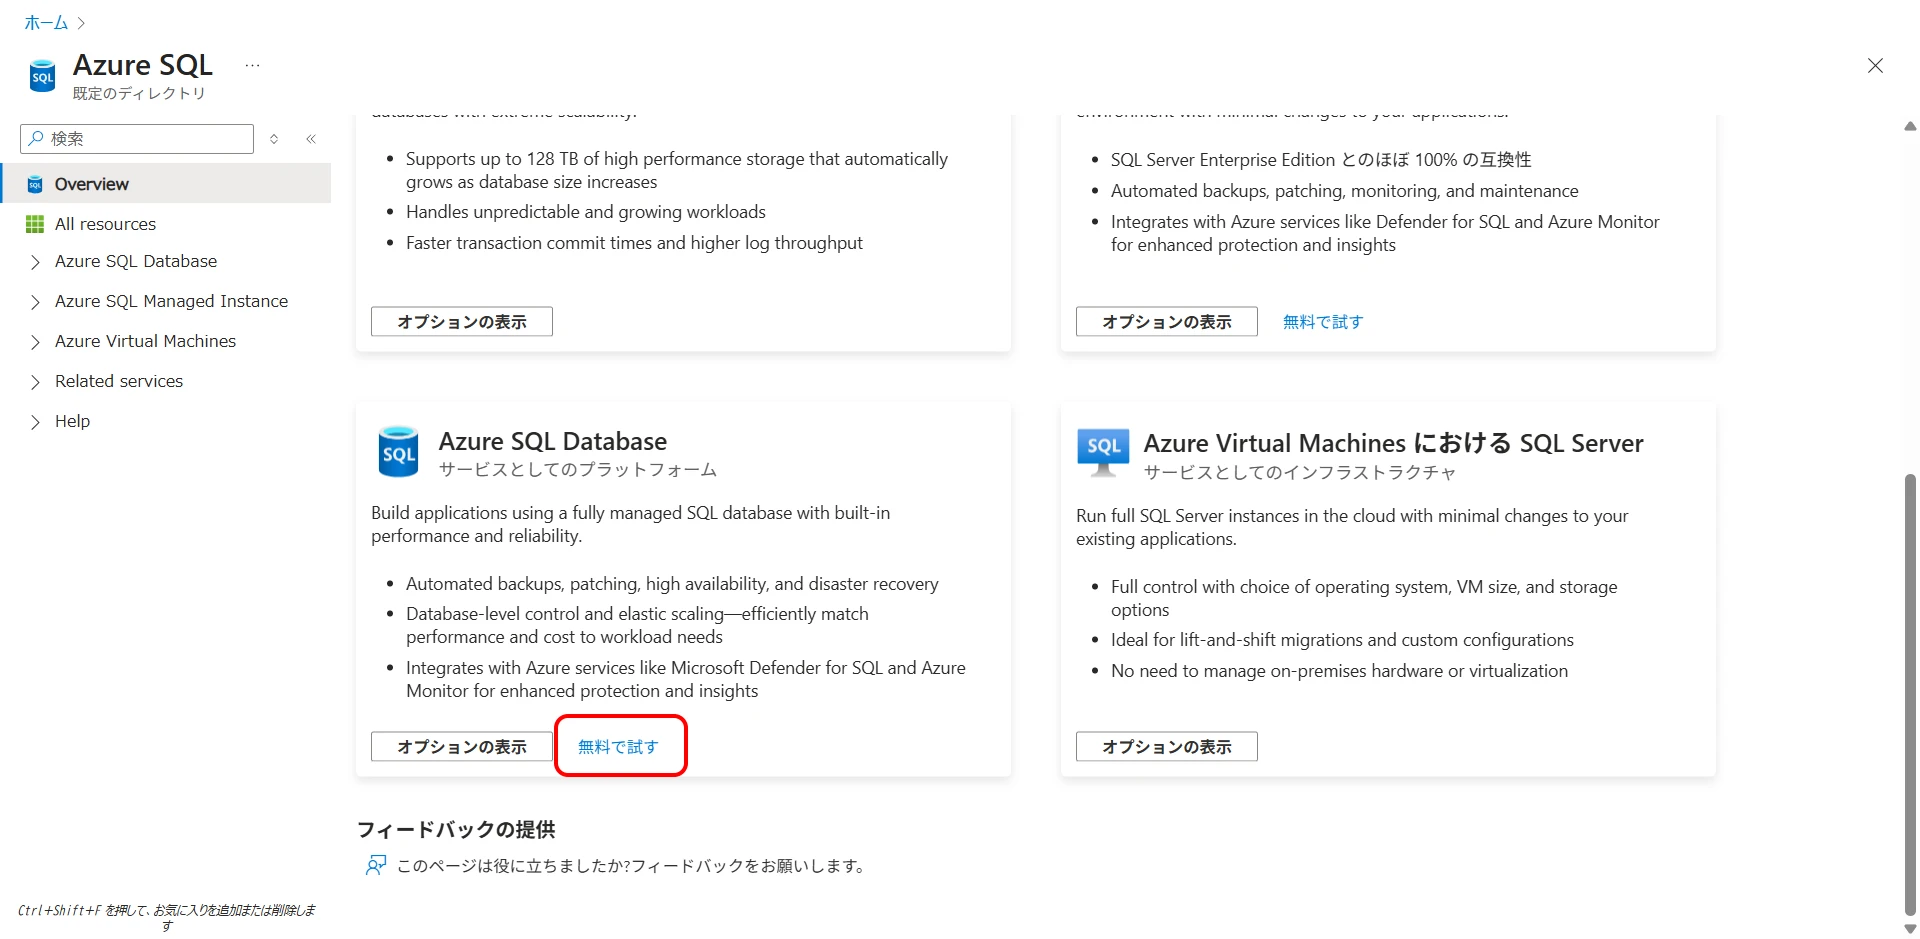 ホーム
Azure SQL
既定のディレクトリ
検索
Overview
All resources
Azure SQL Database
Azure SQL Managed Instance
Azure Virtual Machines
Related services
Help
Ctrl+Shift+F を押して、お気に入りを追加または削除しま
す
databases with extreme scalability.
Supports up to 128 TB of high performance storage that automatically
grows as database size increases
Handles unpredictable and growing workloads
Faster transaction commit times and higher log throughput
オプションの表示
environment with minimal changes to your applications.
SQL Server Enterprise Edition とのほぼ 100% の互換性
Automated backups, patching, monitoring, and maintenance
Integrates with Azure services like Defender for SQL and Azure Monitor
for enhanced protection and insights
オプションの表示 無料で試す
SQL
Azure SQL Database
サービスとしてのプラットフォーム
Build applications using a fully managed SQL database with built-in
performance and reliability.
Automated backups, patching, high availability, and disaster recovery
Database-level control and elastic scaling—efficiently match
performance and cost to workload needs
Integrates with Azure services like Microsoft Defender for SQL and Azure
Monitor for enhanced protection and insights
オプションの表示 無料で試す
SQL
Azure Virtual Machines における SQL Server
サービスとしてのインフラストラクチャ
Run full SQL Server instances in the cloud with minimal changes to your
existing applications.
Full control with choice of operating system, VM size, and storage
options
Ideal for lift-and-shift migrations and custom configurations
No need to manage on-premises hardware or virtualization
オプションの表示
フィードバックの提供
このページは役に立ちましたか?フィードバックをお願いします。